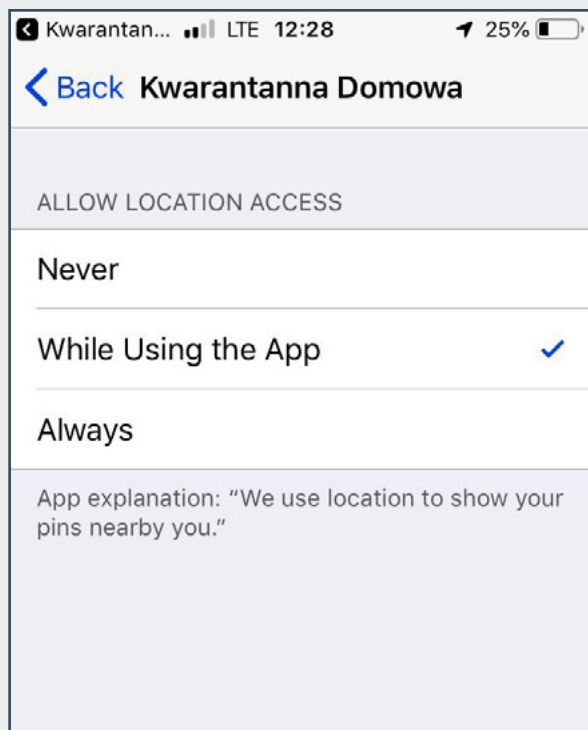 Kwarantan... LTE 12:28 25%
Back Kwarantanna Domowa
ALLOW LOCATION ACCESS
Never
While Using the App
Always
App explanation: “We use location to show your
pins nearby you.”